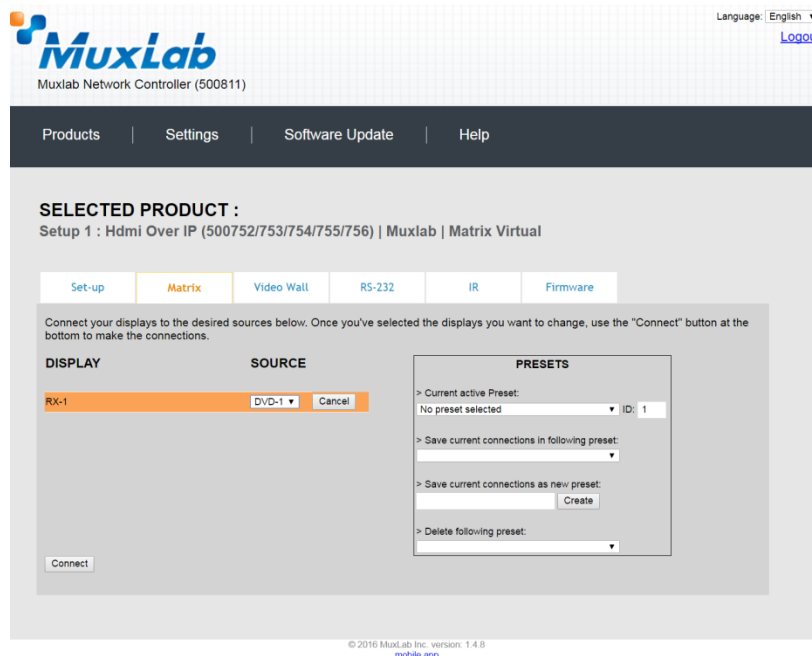 Language: English
Logou
MuxLab
Muxlab Network Controller (500811)
Products | Settings | Software Update | Help
SELECTED PRODUCT :
Setup 1 : Hdmi Over IP (500752/753/754/755/756) | Muxlab | Matrix Virtual
Set-up Matrix Video Wall RS-232 IR Firmware
Connect your displays to the desired sources below. Once you've selected the displays you want to change, use the "Connect" button at the
bottom to make the connections.
DISPLAY SOURCE
RX-1 DVD-1 Cancel
PRESETS
> Current active Preset:
No preset selected ID: 1
> Save current connections in following preset:
> Save current connections as new preset:
Create
> Delete following preset:
Connect
© 2016 MuxLab Inc. version: 1.4.8
mobile app